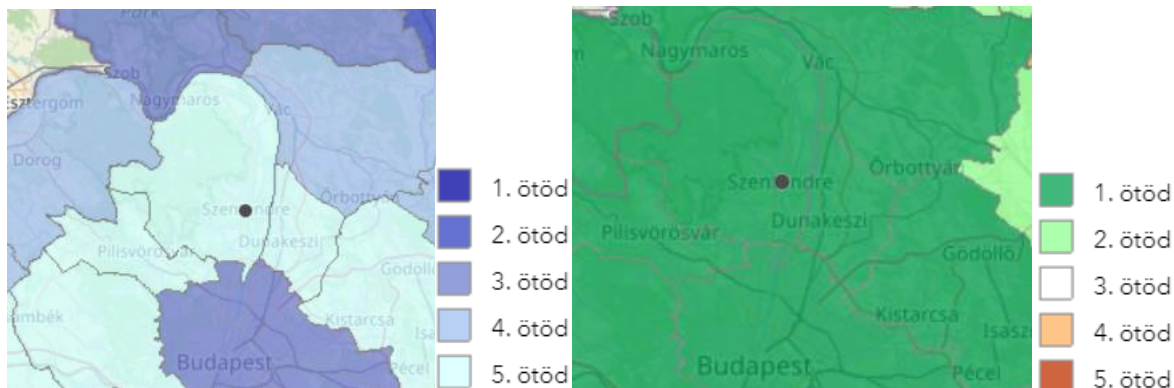 Park
Szob
Esztergom
Nagymaros
Vác
Dorog
Őrbottyán
Szentendre
Dunakeszi
Pilisvörösvár
Gödöllő
Zsámbék
Kistarcsa
Isas
Budapest
Pécel
1. ötöd
2. ötöd
3. ötöd
4. ötöd
5. ötöd
Szob
m
Nagymaros
Vác
Őrbottyán
Szentendre
Dunakeszi
Pilisvörösvár
Gödöllő
Kistarcsa
Isasz
Budapest
Pécel
1. ötöd
2. ötöd
3. ötöd
4. ötöd
5. ötöd